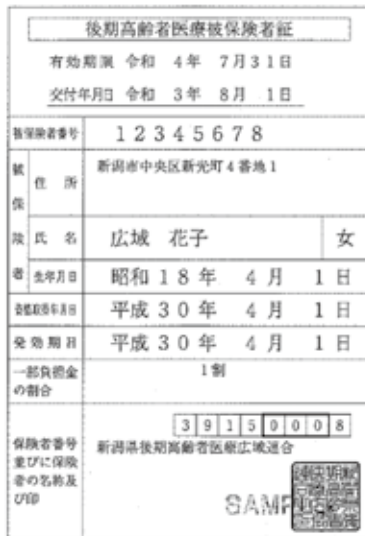 後期高齢者医療被保険者証
有効期限 令和 4年 7月31日
交付年月日 令和 3年 8月 1日
被保険者番号 12345678
被保険者
住所 新潟市中央区新光町4番地1
氏名 広域 花子 女
生年月日 昭和18年 4月 1日
資格取得年月日 平成30年 4月 1日
発効期日 平成30年 4月 1日
一部負担金の割合 1割
39150008
保険者番号
並びに保険
者の名称及
び印
新潟県後期高齢者医療広域連合
SAMP